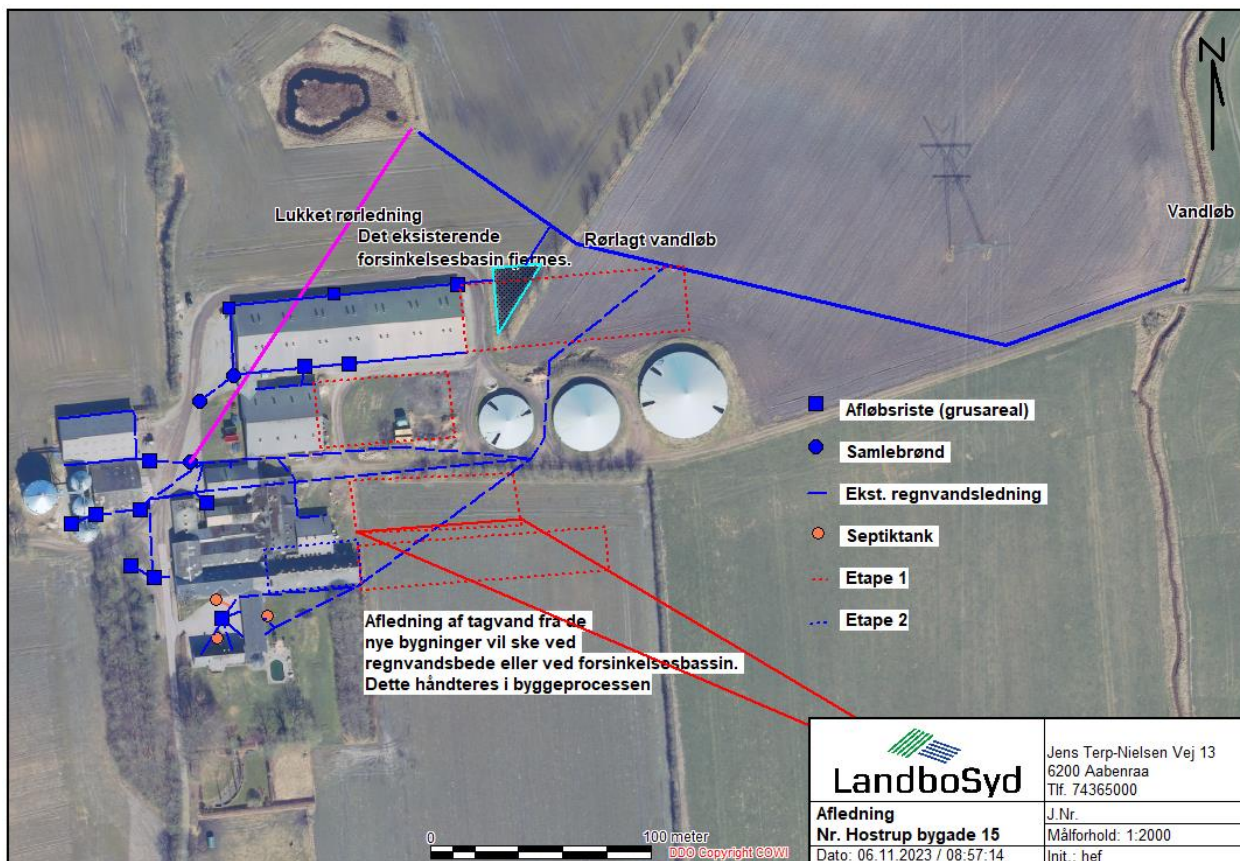 N
Vandløb
Lukket rørledning
Det eksisterende
forsinkelsesbasin fjernes.
Rørlagt vandløb
Afløbsriste (grusareal)
Samlebrønd
Ekst. regnvandsledning
Septiktank
Etape 1
Etape 2
Afledning af tagvand fra de
nye bygninger vil ske ved
regnvandsbede eller ved forsinkelsesbassin.
Dette håndteres i byggeprocessen
0 100 meter
DDO Copyright COWI
LandboSyd
Jens Terp-Nielsen Vej 13
6200 Aabenraa
Tlf. 74365000
Afledning
Nr. Hostrup bygade 15
Dato: 06.11.2023 / 08:57:14
J.Nr.
Målforhold: 1:2000
Init.: hef